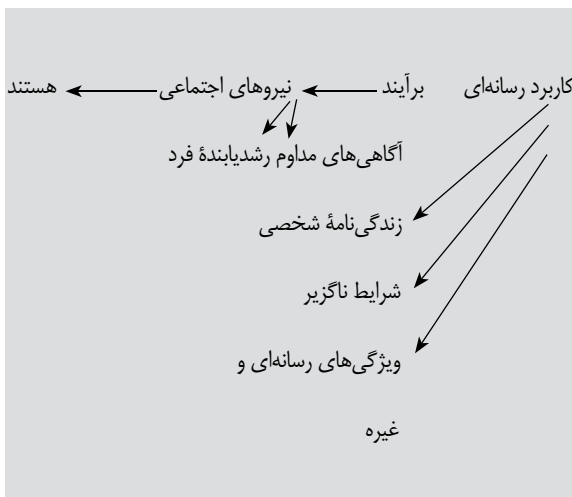 کاربرد رسانه‌ای برآیند نیروهای اجتماعی هستند
آگاهی‌های مداوم رشدیابندهٔ فرد
زندگی‌نامهٔ شخصی
شرایط ناگزیر
ویژگی‌های رسانه‌ای و
غیره